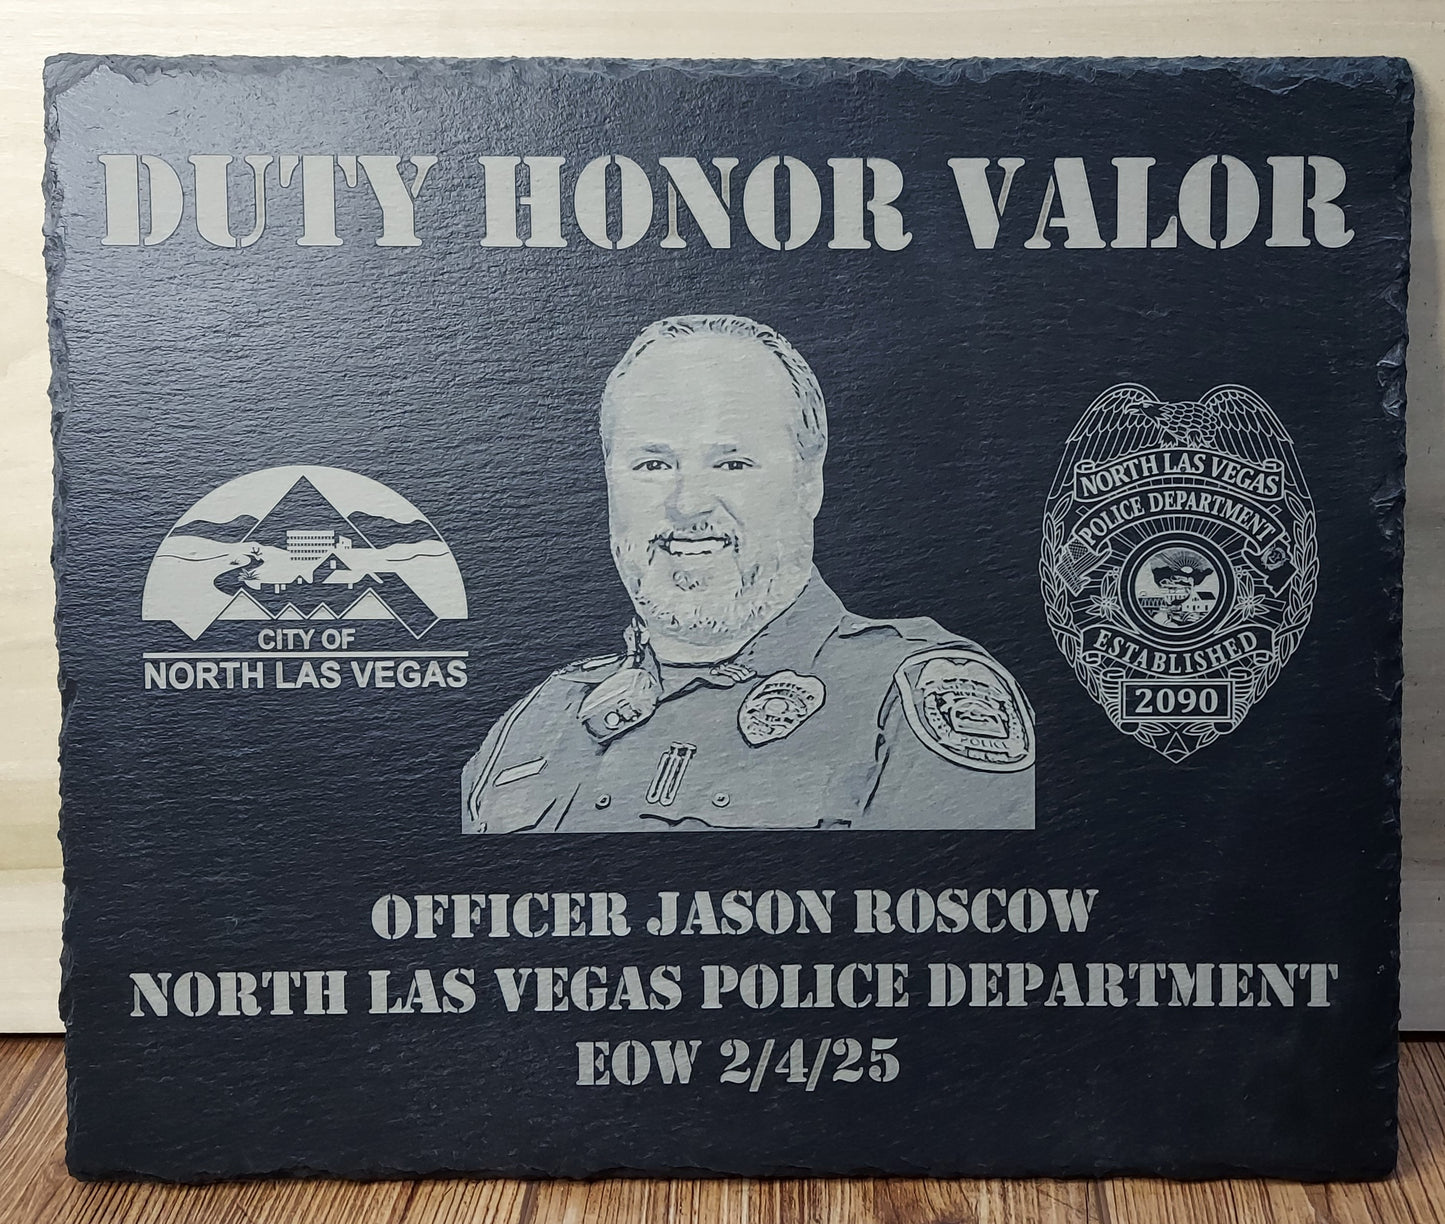 DUTY HONOR VALOR
CITY OF
NORTH LAS VEGAS
NORTH LAS VEGAS
POLICE DEPARTMENT
ESTABLISHED
2090
POLICE
OFFICER JASON ROSCOW
NORTH LAS VEGAS POLICE DEPARTMENT
EOW 2/4/25